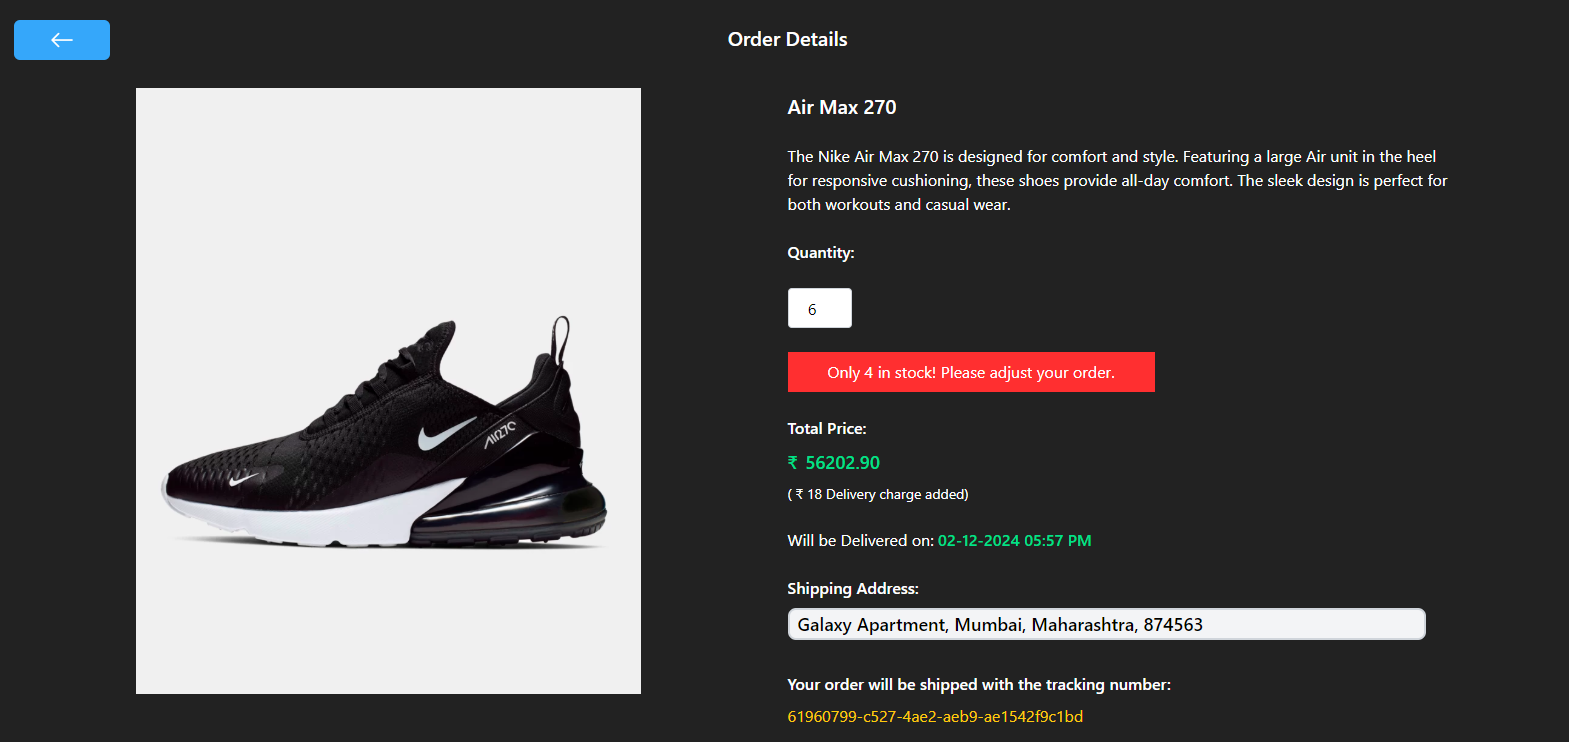 Order Details
Air Max 270
The Nike Air Max 270 is designed for comfort and style. Featuring a large Air unit in the heel
for responsive cushioning, these shoes provide all-day comfort. The sleek design is perfect for
both workouts and casual wear.
Quantity:
6
Only 4 in stock! Please adjust your order.
Total Price:
₹ 56202.90
( ₹ 18 Delivery charge added)
Will be Delivered on: 02-12-2024 05:57 PM
Shipping Address:
Galaxy Apartment, Mumbai, Maharashtra, 874563
Your order will be shipped with the tracking number:
61960799-c527-4ae2-aeb9-ae1542f9c1bd
AIR270